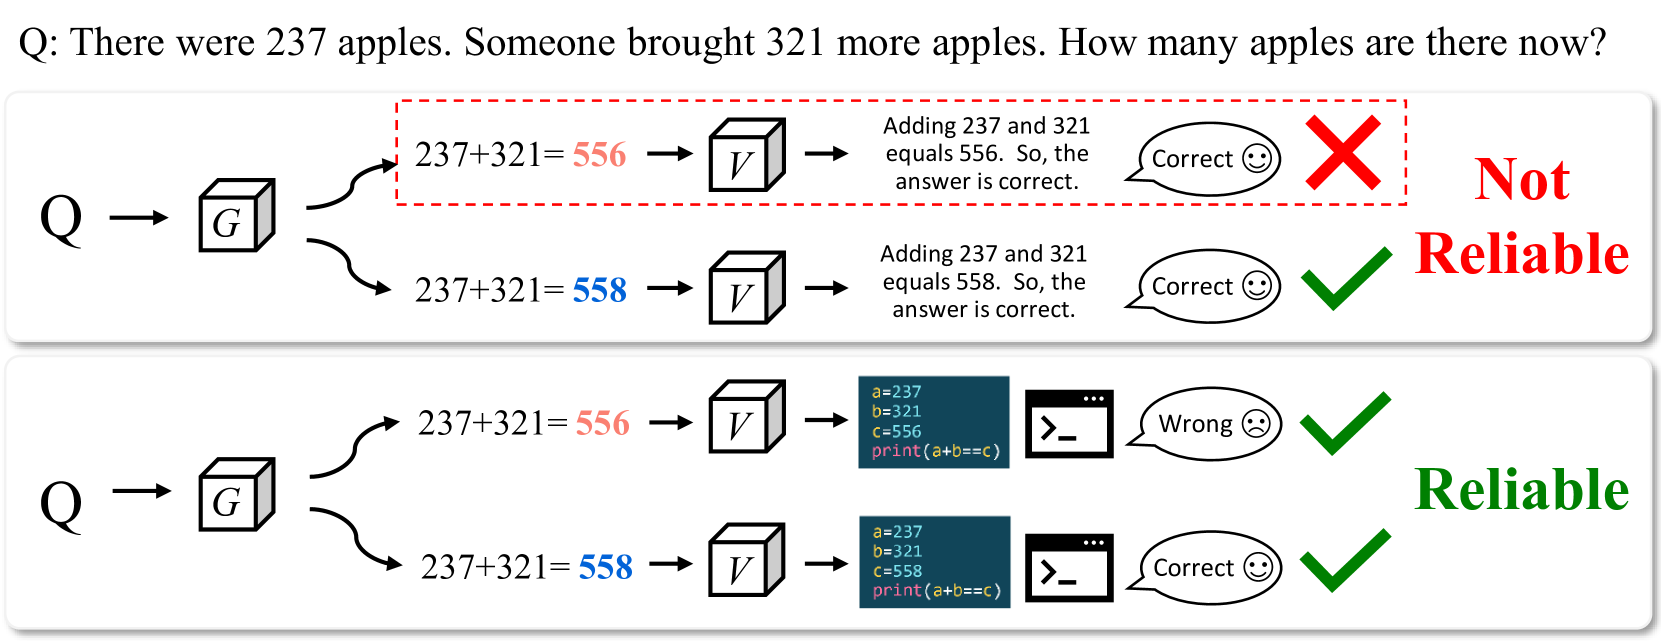 Q: There were 237 apples. Someone brought 321 more apples. How many apples are there now?
Q
G
237+321= 556
V
Adding 237 and 321
equals 556. So, the
answer is correct.
Correct
237+321= 558
V
Adding 237 and 321
equals 558. So, the
answer is correct.
Correct
Not
Reliable
Q
G
237+321= 556
V
a=237
b=321
c=556
print(a+b==c)
>_
Wrong
237+321= 558
V
a=237
b=321
c=558
print(a+b==c)
>_
Correct
Reliable